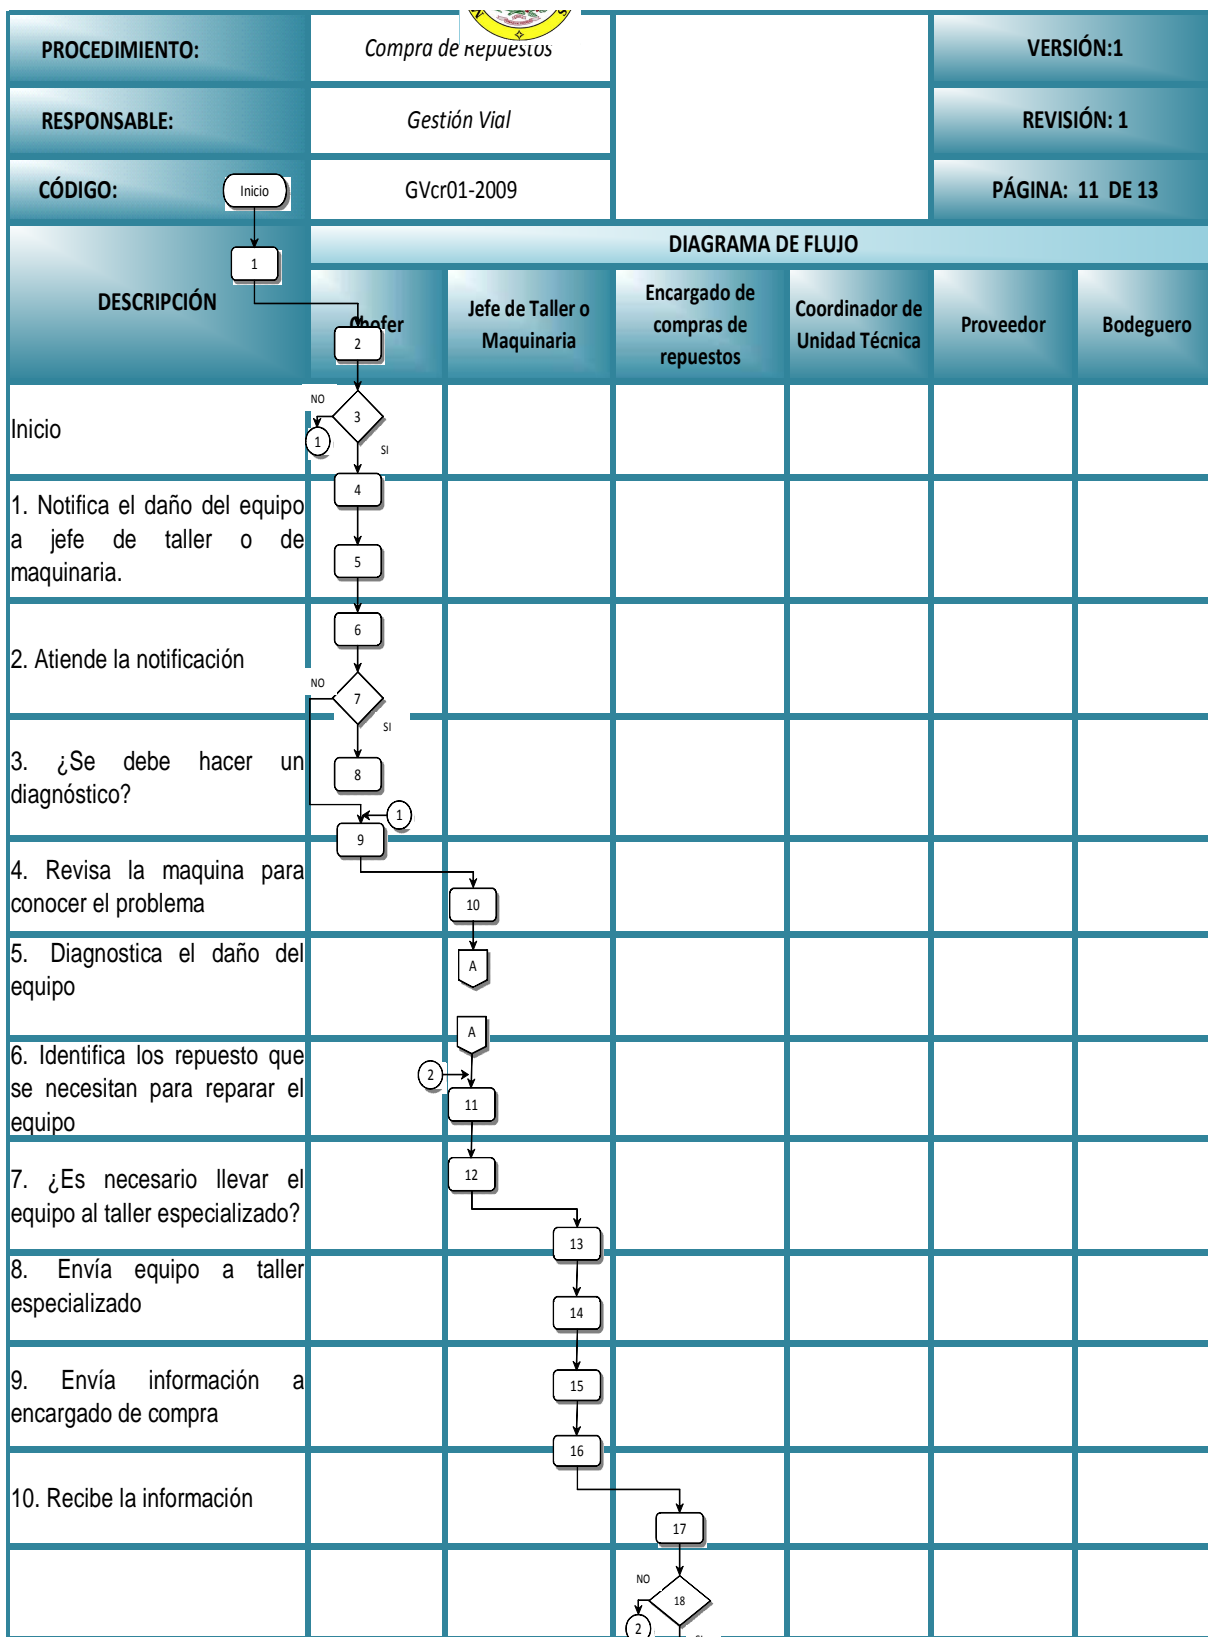 PROCEDIMIENTO:
Compra de Repuestos
VERSIÓN:1
RESPONSABLE:
Gestión Vial
REVISIÓN: 1
CÓDIGO:
Inicio
GVcr01-2009
PÁGINA: 11 DE 13
1
DIAGRAMA DE FLUJO
DESCRIPCIÓN
Chofer
Jefe de Taller o
Maquinaria
Encargado de
compras de
repuestos
Coordinador de
Unidad Técnica
Proveedor
Bodeguero
2
Inicio
NO
3
1
SI
1. Notifica el daño del equipo
a jefe de taller o de
maquinaria.
4
5
2. Atiende la notificación
6
NO
7
SI
3. ¿Se debe hacer un
diagnóstico?
8
1
9
4. Revisa la maquina para
conocer el problema
10
5. Diagnostica el daño del
equipo
A
A
6. Identifica los repuesto que
se necesitan para reparar el
equipo
2
11
7. ¿Es necesario llevar el
equipo al taller especializado?
12
13
8. Envía equipo a taller
especializado
14
9. Envía información a
encargado de compra
15
16
10. Recibe la información
17
NO
18
2